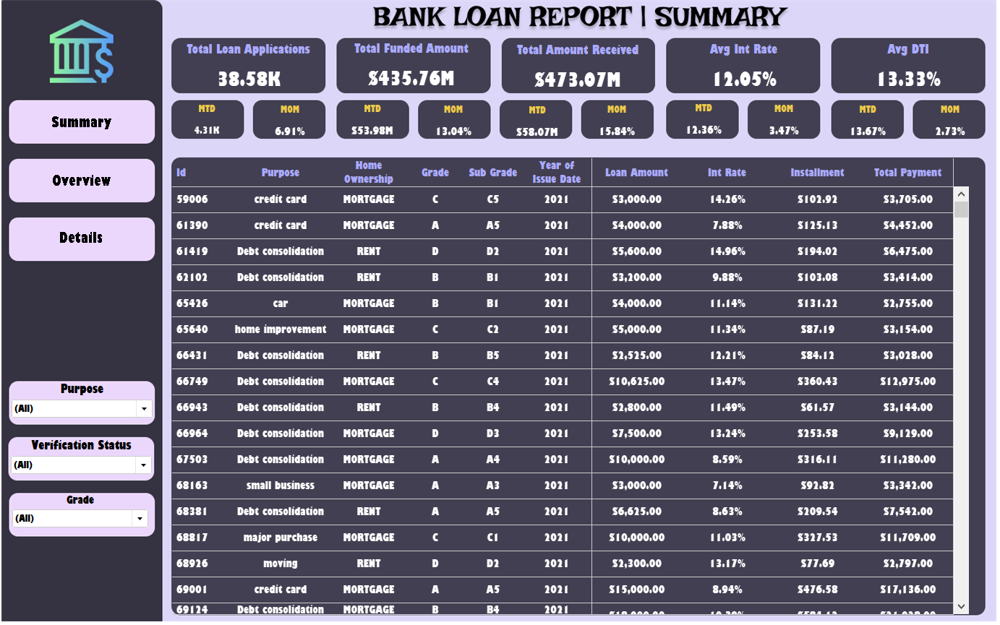 BANK LOAN REPORT | SUMMARY
Total Loan Applications
38.58K
Total Funded Amount
$435.76M
Total Amount Received
$473.07M
Avg Int Rate
12.05%
Avg DTI
13.33%
MTD
4.31K
MOM
6.91%
MTD
$53.98M
MOM
13.04%
MTD
$58.07M
MOM
15.84%
MTD
12.36%
MOM
3.47%
MTD
13.67%
MOM
2.73%
Summary
Overview
Details
Purpose
(All)
Verification Status
(All)
Grade
(All)
Id Purpose Home Ownership Grade Sub Grade Year of Issue Date Loan Amount Int Rate Installment Total Payment
59006 credit card MORTGAGE C C5 2021 $3,000.00 14.26% $102.92 $3,705.00
61390 credit card MORTGAGE A A5 2021 $4,000.00 7.88% $125.13 $4,452.00
61419 Debt consolidation RENT D D2 2021 $5,600.00 14.96% $194.02 $6,475.00
62102 Debt consolidation RENT B B1 2021 $3,200.00 9.88% $103.08 $3,414.00
65426 car MORTGAGE B B1 2021 $4,000.00 11.14% $131.22 $2,755.00
65640 home improvement MORTGAGE C C2 2021 $5,000.00 11.34% $87.19 $3,154.00
66431 Debt consolidation RENT B B5 2021 $2,525.00 12.21% $84.12 $3,028.00
66749 Debt consolidation MORTGAGE C C4 2021 $10,625.00 13.47% $360.43 $12,975.00
66943 Debt consolidation RENT B B4 2021 $2,800.00 11.49% $61.57 $3,144.00
66964 Debt consolidation MORTGAGE D D3 2021 $7,500.00 13.24% $253.58 $9,129.00
67503 Debt consolidation MORTGAGE A A4 2021 $10,000.00 8.59% $316.11 $11,280.00
68163 small business MORTGAGE A A3 2021 $3,000.00 7.14% $92.82 $3,342.00
68381 Debt consolidation RENT A A5 2021 $6,625.00 8.63% $209.54 $7,542.00
68817 major purchase MORTGAGE C C1 2021 $10,000.00 11.03% $327.53 $11,709.00
68926 moving RENT D D2 2021 $2,300.00 13.17% $77.69 $2,797.00
69001 credit card MORTGAGE A A5 2021 $15,000.00 8.94% $476.58 $17,136.00
69124 Debt consolidation MORTGAGE B B4 2021